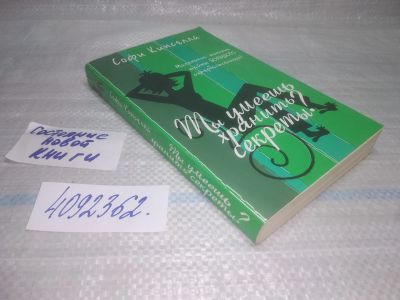 Софи Кинселла
Ты умеешь
хранить
секреты?
Софи Кинселла
Ты умеешь
хранить секреты?
Состояние
новой
книги
4092362.